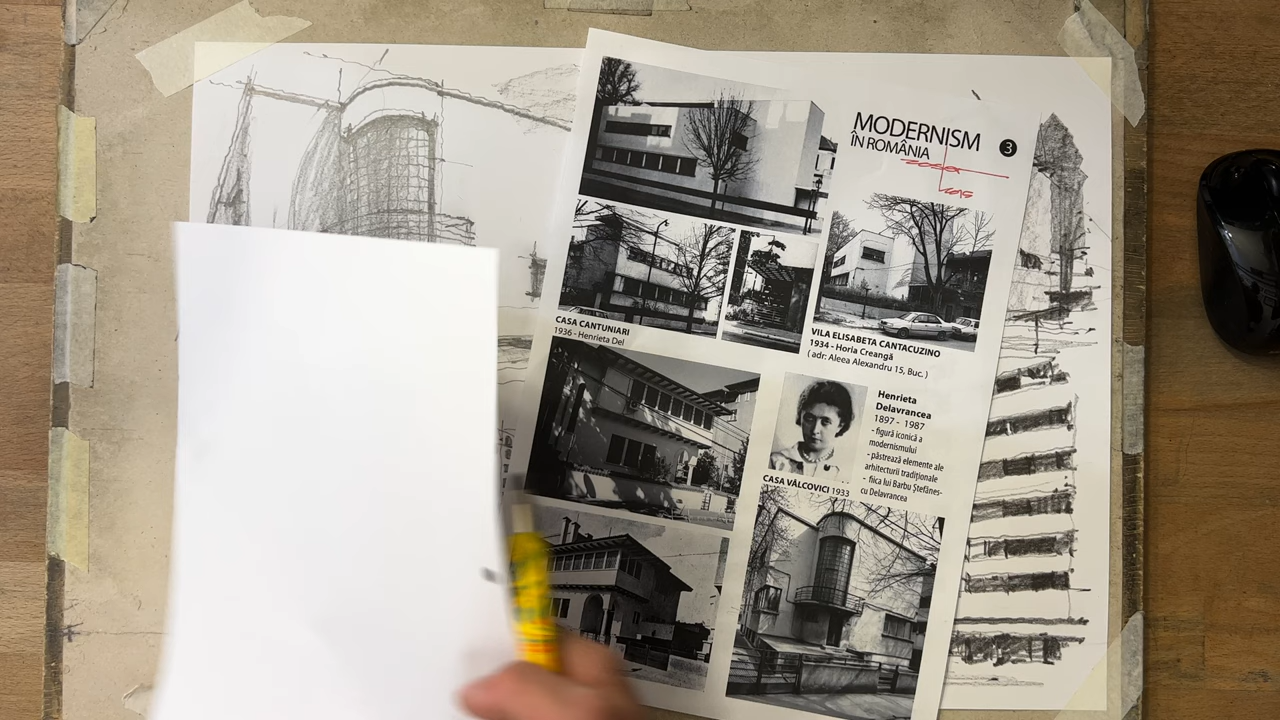 MODERNISM
ÎN ROMÂNIA
3
CASA CANTUNIARI
1936 - Henrieta Del
VILA ELISABETA CANTACUZINO
1934 - Horia Creangă
( adr: Aleea Alexandru 15, Buc. )
Henrieta
Delavrancea
1897 - 1987
- figură iconică a
modernismului
- păstrează elemente ale
arhitecturii tradiționale
- fiica lui Barbu Ștefănes-
cu Delavrancea
CASA VÂLCOVICI 1933